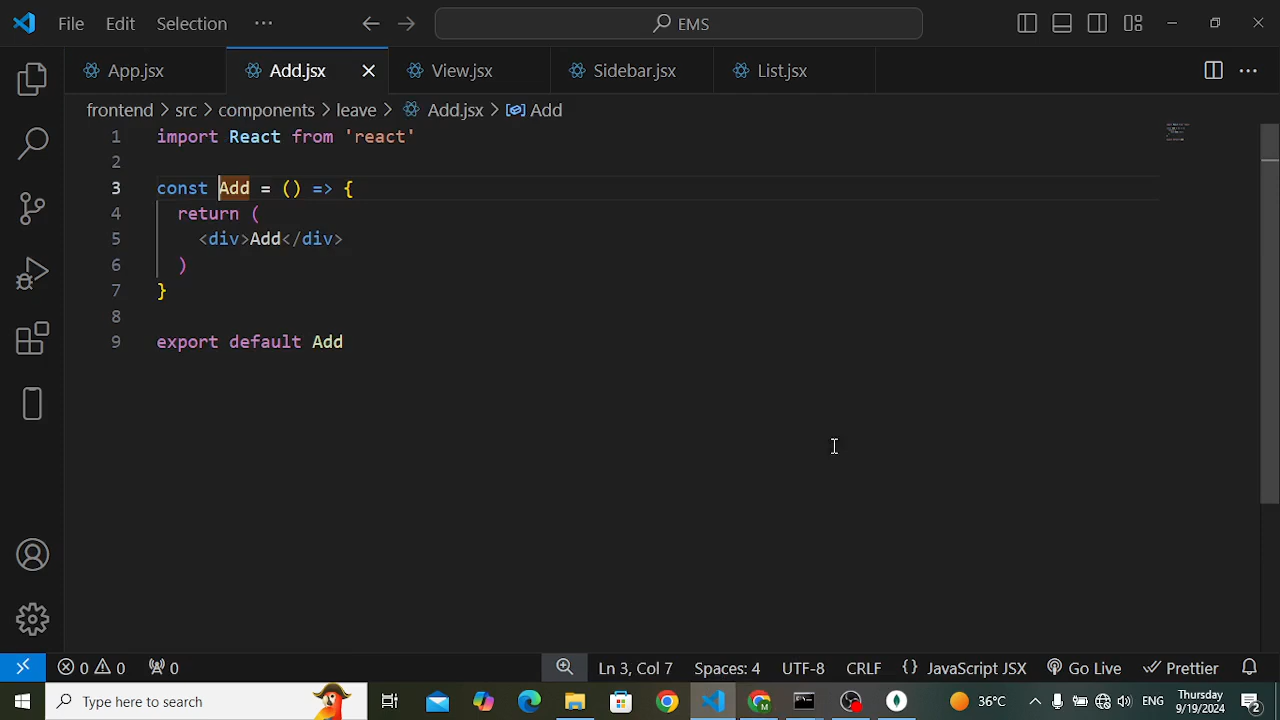 File Edit Selection ··· EMS
App.jsx Add.jsx View.jsx Sidebar.jsx List.jsx
frontend > src > components > leave > Add.jsx > Add
1 import React from 'react'
2
3 const Add = () => {
4 return (
5 <div>Add</div>
6 )
7 }
8
9 export default Add
0 0 0 Ln 3, Col 7 Spaces: 4 UTF-8 CRLF {} JavaScript JSX Go Live Prettier
Type here to search 36°C ENG Thursday
9/19/2024 2